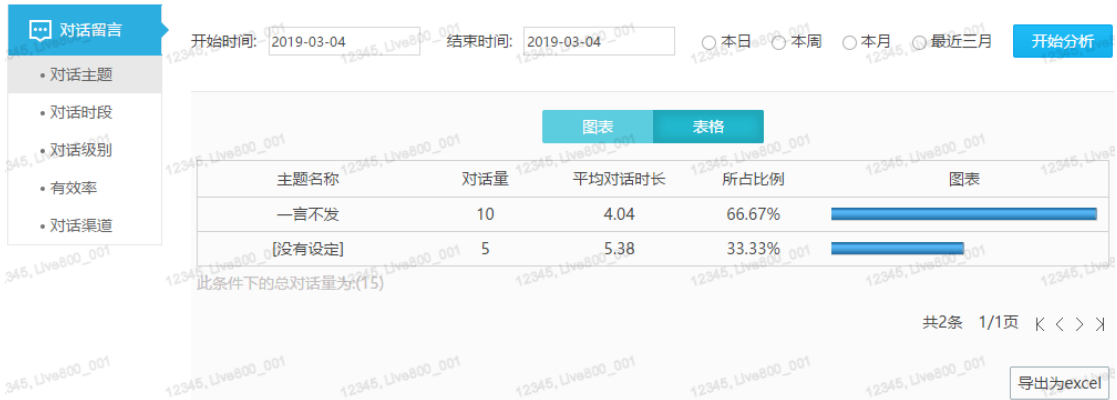 对话留言
• 对话主题
• 对话时段
• 对话级别
• 有效率
• 对话渠道
开始时间: 2019-03-04 结束时间: 2019-03-04 本日 本周 本月 最近三月 开始分析
图表 表格
主题名称 对话量 平均对话时长 所占比例 图表
一言不发 10 4.04 66.67%
[没有设定] 5 5.38 33.33%
此条件下的总对话量为:(15)
共2条 1/1页
导出为excel
12345, Live800_001